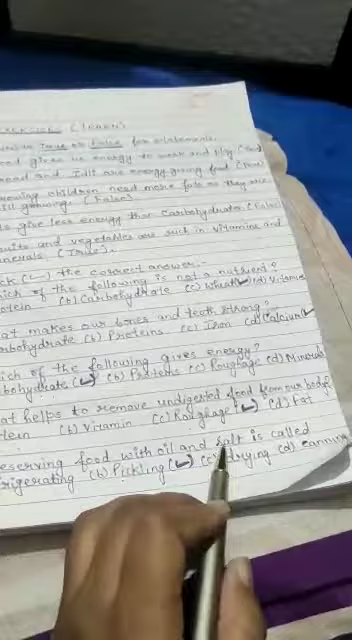 EXERCISE (Learn)
True or False for statements.
food gives us energy to work and play (True)
bread and Idli are energy giving food (True)
growing children need more fats as they are
still growing. (False)
fats give less energy than carbohydrates (False)
fruits and vegetables are rich in vitamins and
minerals (True).
Tick (✓) the correct answer.
which of the following is not a nutrient?
protein (b) Carbohydrate (c) Wheat ✓ (d) Vitamins
what makes our bones and teeth strong?
carbohydrate (b) Proteins (c) Iron (d) Calcium ✓
which of the following gives energy?
carbohydrate (✓) (b) Proteins (c) Roughage (d) Minerals
what helps to remove undigested food from our body?
protein (b) Vitamin (c) Roughage (✓) (d) Fat
preserving food with oil and salt is called
refrigerating (b) Pickling (✓) (c) drying (d) canning